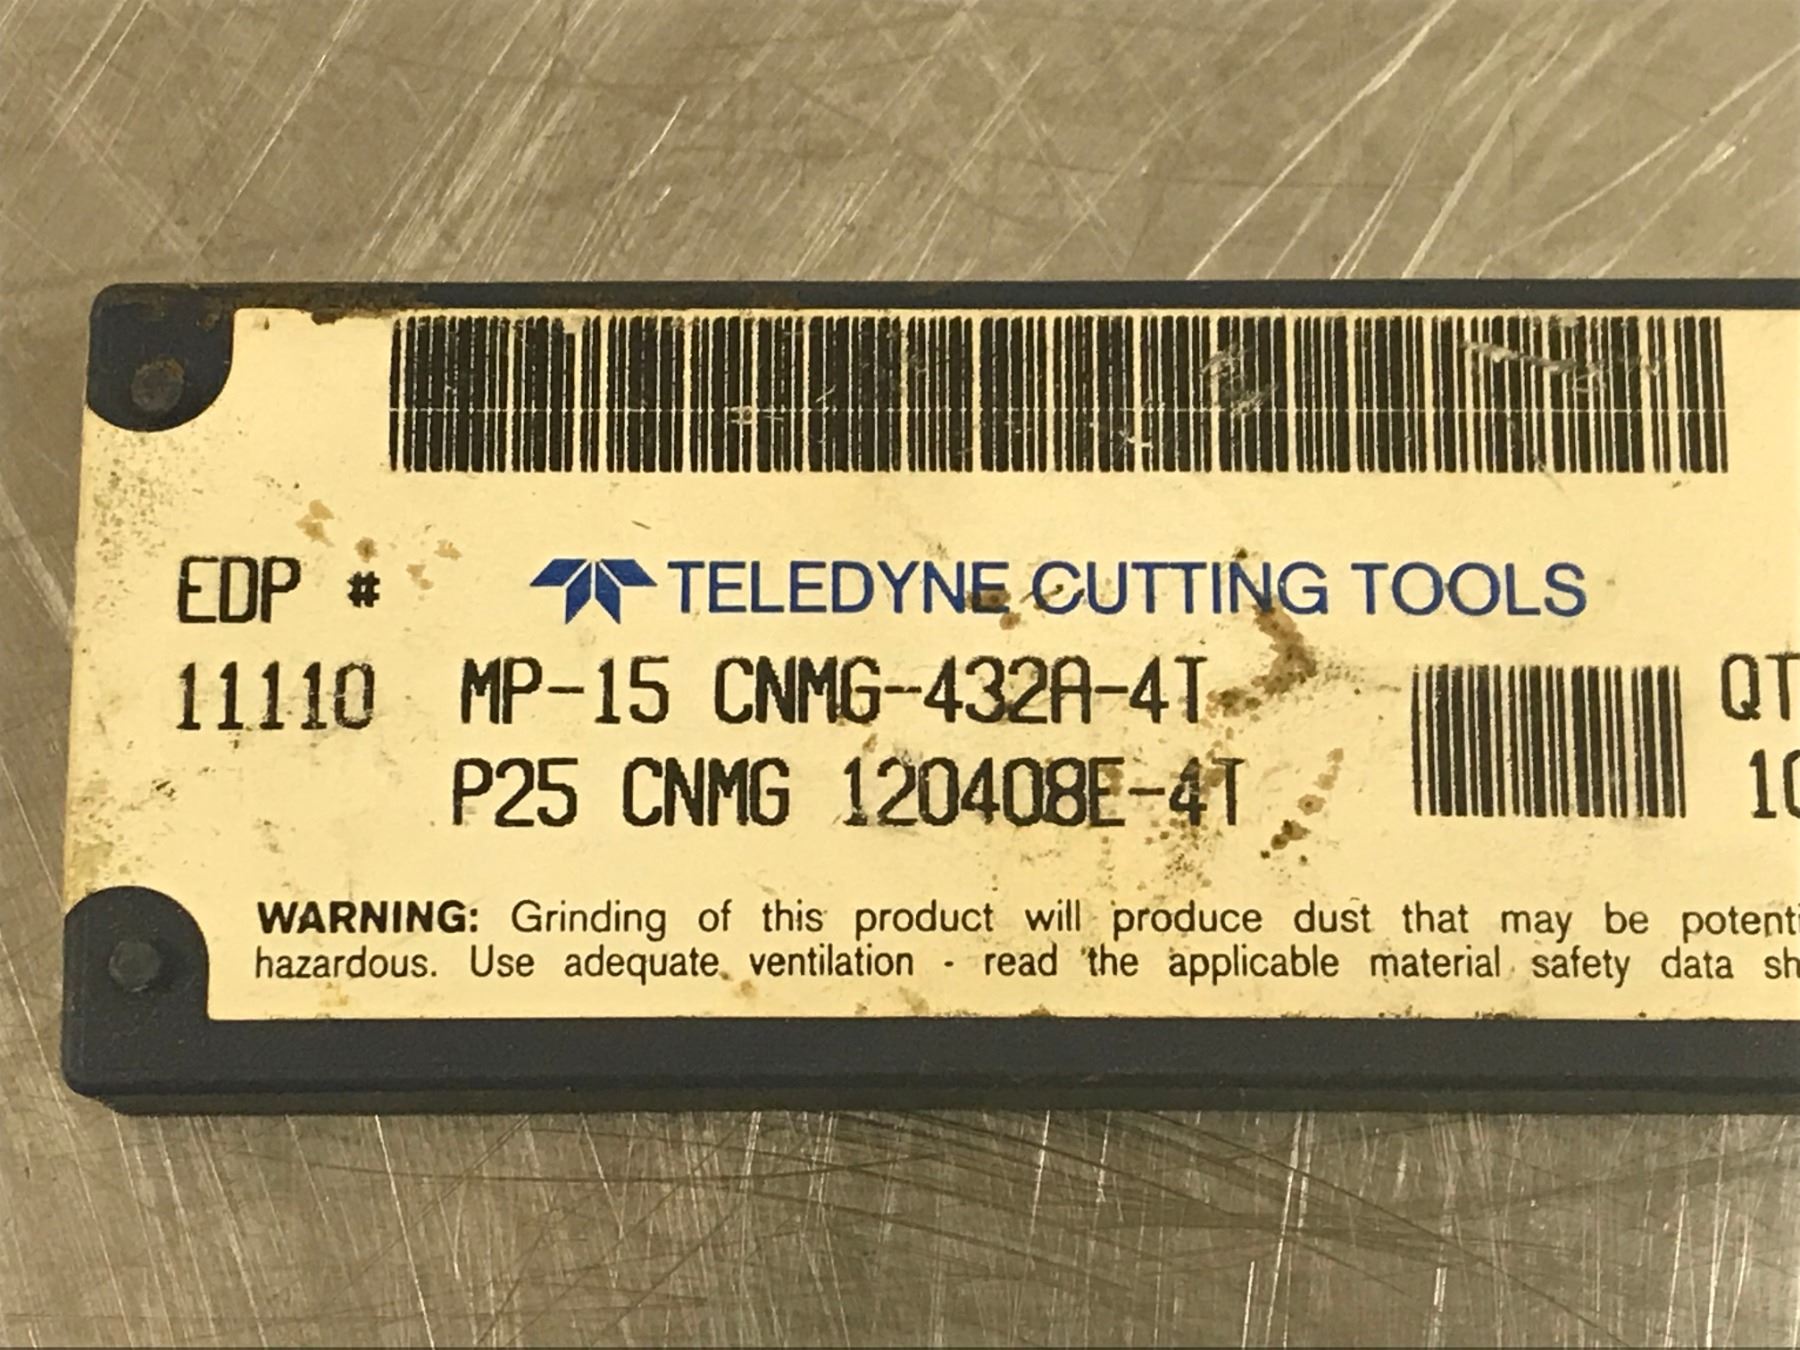 EDP # TELEDYNE CUTTING TOOLS
11110 MP-15 CNMG-432A-4T QT
P25 CNMG 120408E-4T 10
WARNING: Grinding of this product will produce dust that may be potenti
hazardous. Use adequate ventilation - read the applicable material safety data sh